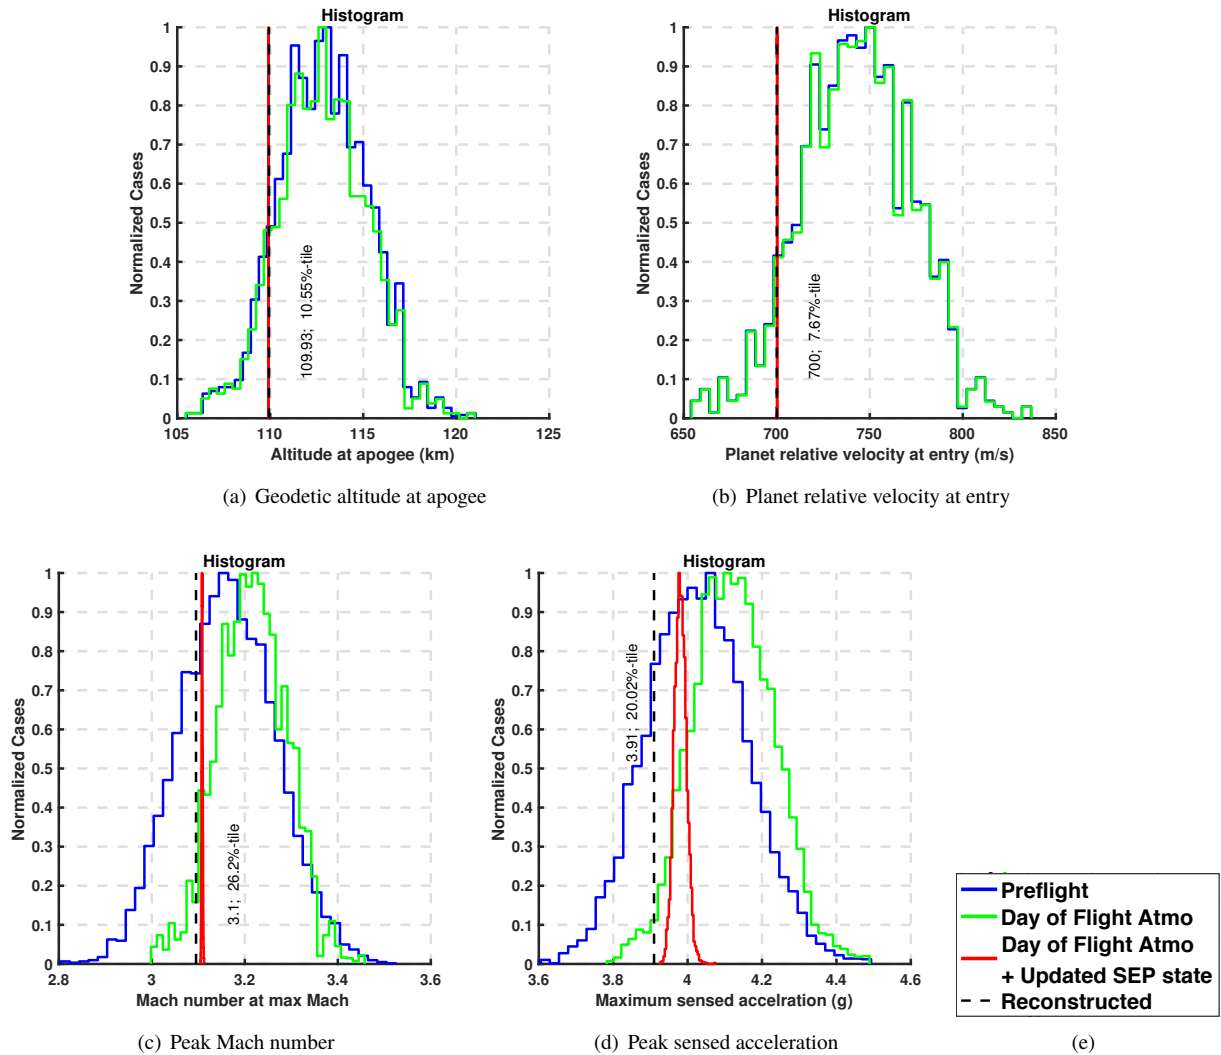 Histogram
Normalized Cases
1
0.9
0.8
0.7
0.6
0.5
0.4
0.3
0.2
0.1
0
109.93; 10.55%-tile
105 110 115 120 125
Altitude at apogee (km)
(a) Geodetic altitude at apogee
Histogram
Normalized Cases
1
0.9
0.8
0.7
0.6
0.5
0.4
0.3
0.2
0.1
0
700; 7.67%-tile
650 700 750 800 850
Planet relative velocity at entry (m/s)
(b) Planet relative velocity at entry
Histogram
Normalized Cases
1
0.9
0.8
0.7
0.6
0.5
0.4
0.3
0.2
0.1
0
3.1; 26.2%-tile
2.8 3 3.2 3.4 3.6
Mach number at max Mach
(c) Peak Mach number
Histogram
Normalized Cases
1
0.9
0.8
0.7
0.6
0.5
0.4
0.3
0.2
0.1
0
3.91; 20.02%-tile
3.6 3.8 4 4.2 4.4 4.6
Maximum sensed accelration (g)
(d) Peak sensed acceleration
Preflight
Day of Flight Atmo
Day of Flight Atmo
+ Updated SEP state
Reconstructed
(e)